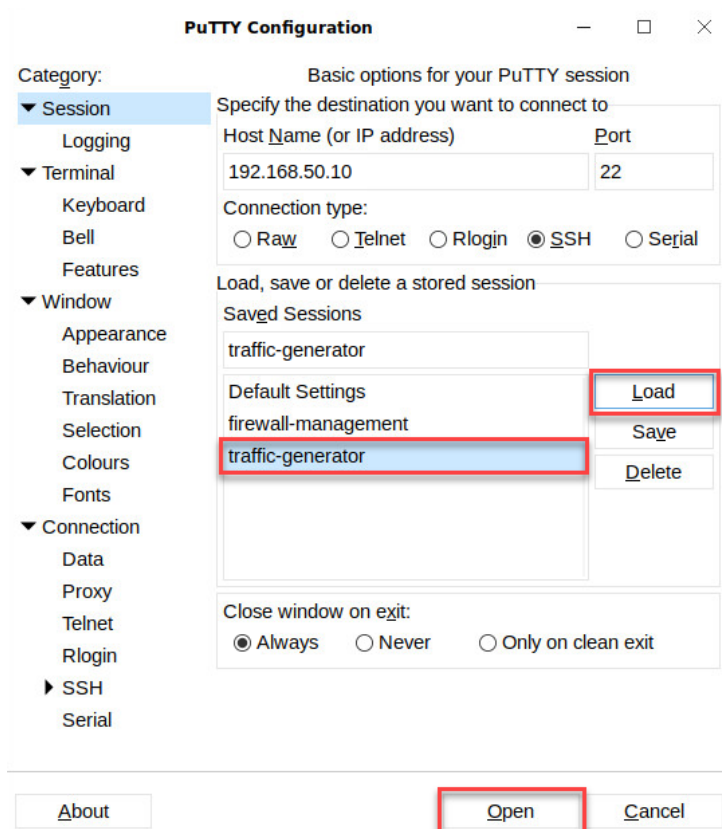 PuTTY Configuration
Category:
Session
Logging
Terminal
Keyboard
Bell
Features
Window
Appearance
Behaviour
Translation
Selection
Colours
Fonts
Connection
Data
Proxy
Telnet
Rlogin
SSH
Serial
Basic options for your PuTTY session
Specify the destination you want to connect to
Host Name (or IP address) Port
192.168.50.10 22
Connection type:
Raw Telnet Rlogin SSH Serial
Load, save or delete a stored session
Saved Sessions
traffic-generator
Default Settings
firewall-management
traffic-generator
Load
Save
Delete
Close window on exit:
Always Never Only on clean exit
About Open Cancel